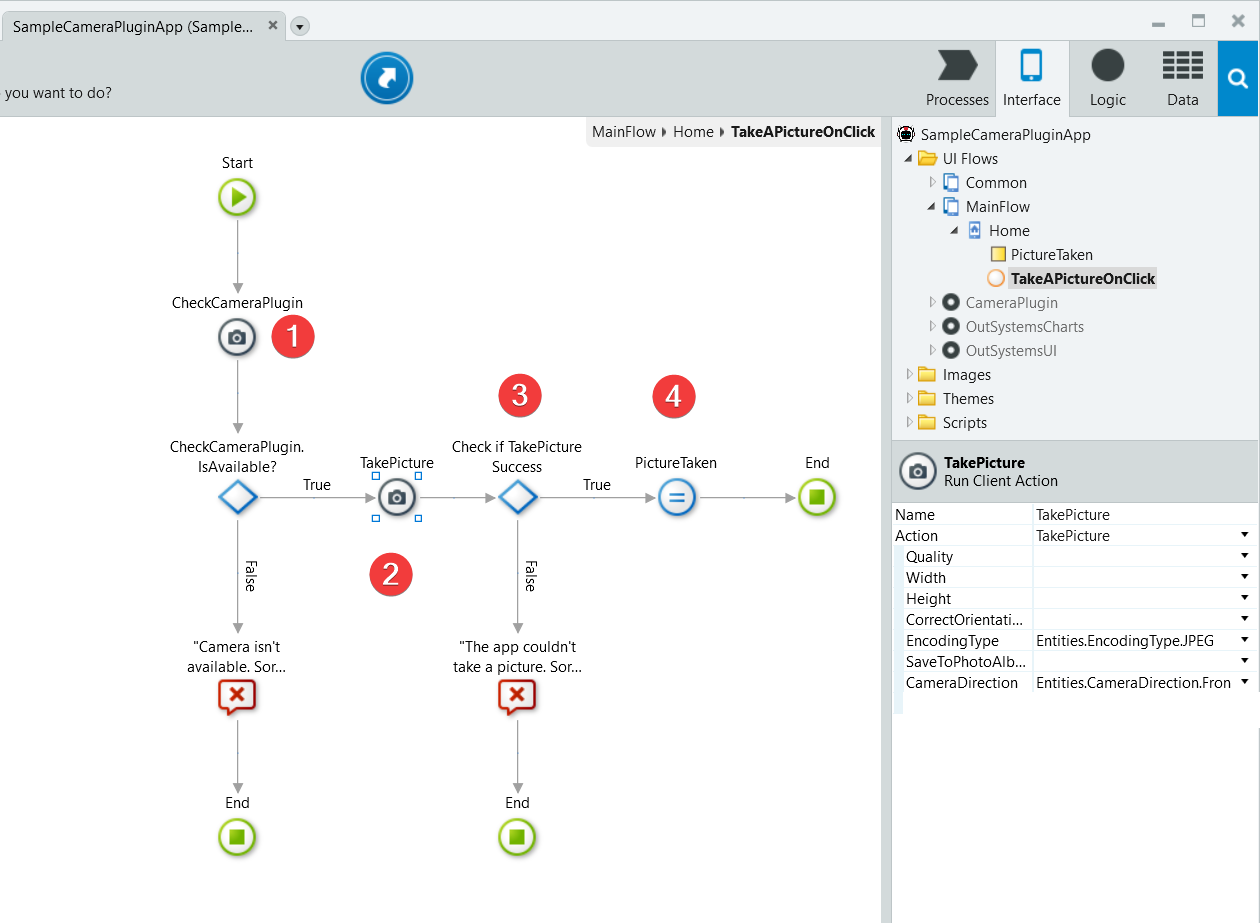 SampleCameraPluginApp (Sample...
you want to do?
Processes
Interface
Logic
Data
MainFlow Home TakeAPictureOnClick
Start
CheckCameraPlugin
1
CheckCameraPlugin.
IsAvailable?
True
False
TakePicture
2
3
Check if TakePicture
Success
True
False
4
PictureTaken
End
"Camera isn't
available. Sor...
End
"The app couldn't
take a picture. Sor...
End
SampleCameraPluginApp
UI Flows
Common
MainFlow
Home
PictureTaken
TakeAPictureOnClick
CameraPlugin
OutSystemsCharts
OutSystemsUI
Images
Themes
Scripts
TakePicture
Run Client Action
Name TakePicture
Action TakePicture
Quality
Width
Height
CorrectOrientati...
EncodingType Entities.EncodingType.JPEG
SaveToPhotoAlb...
CameraDirection Entities.CameraDirection.Fron